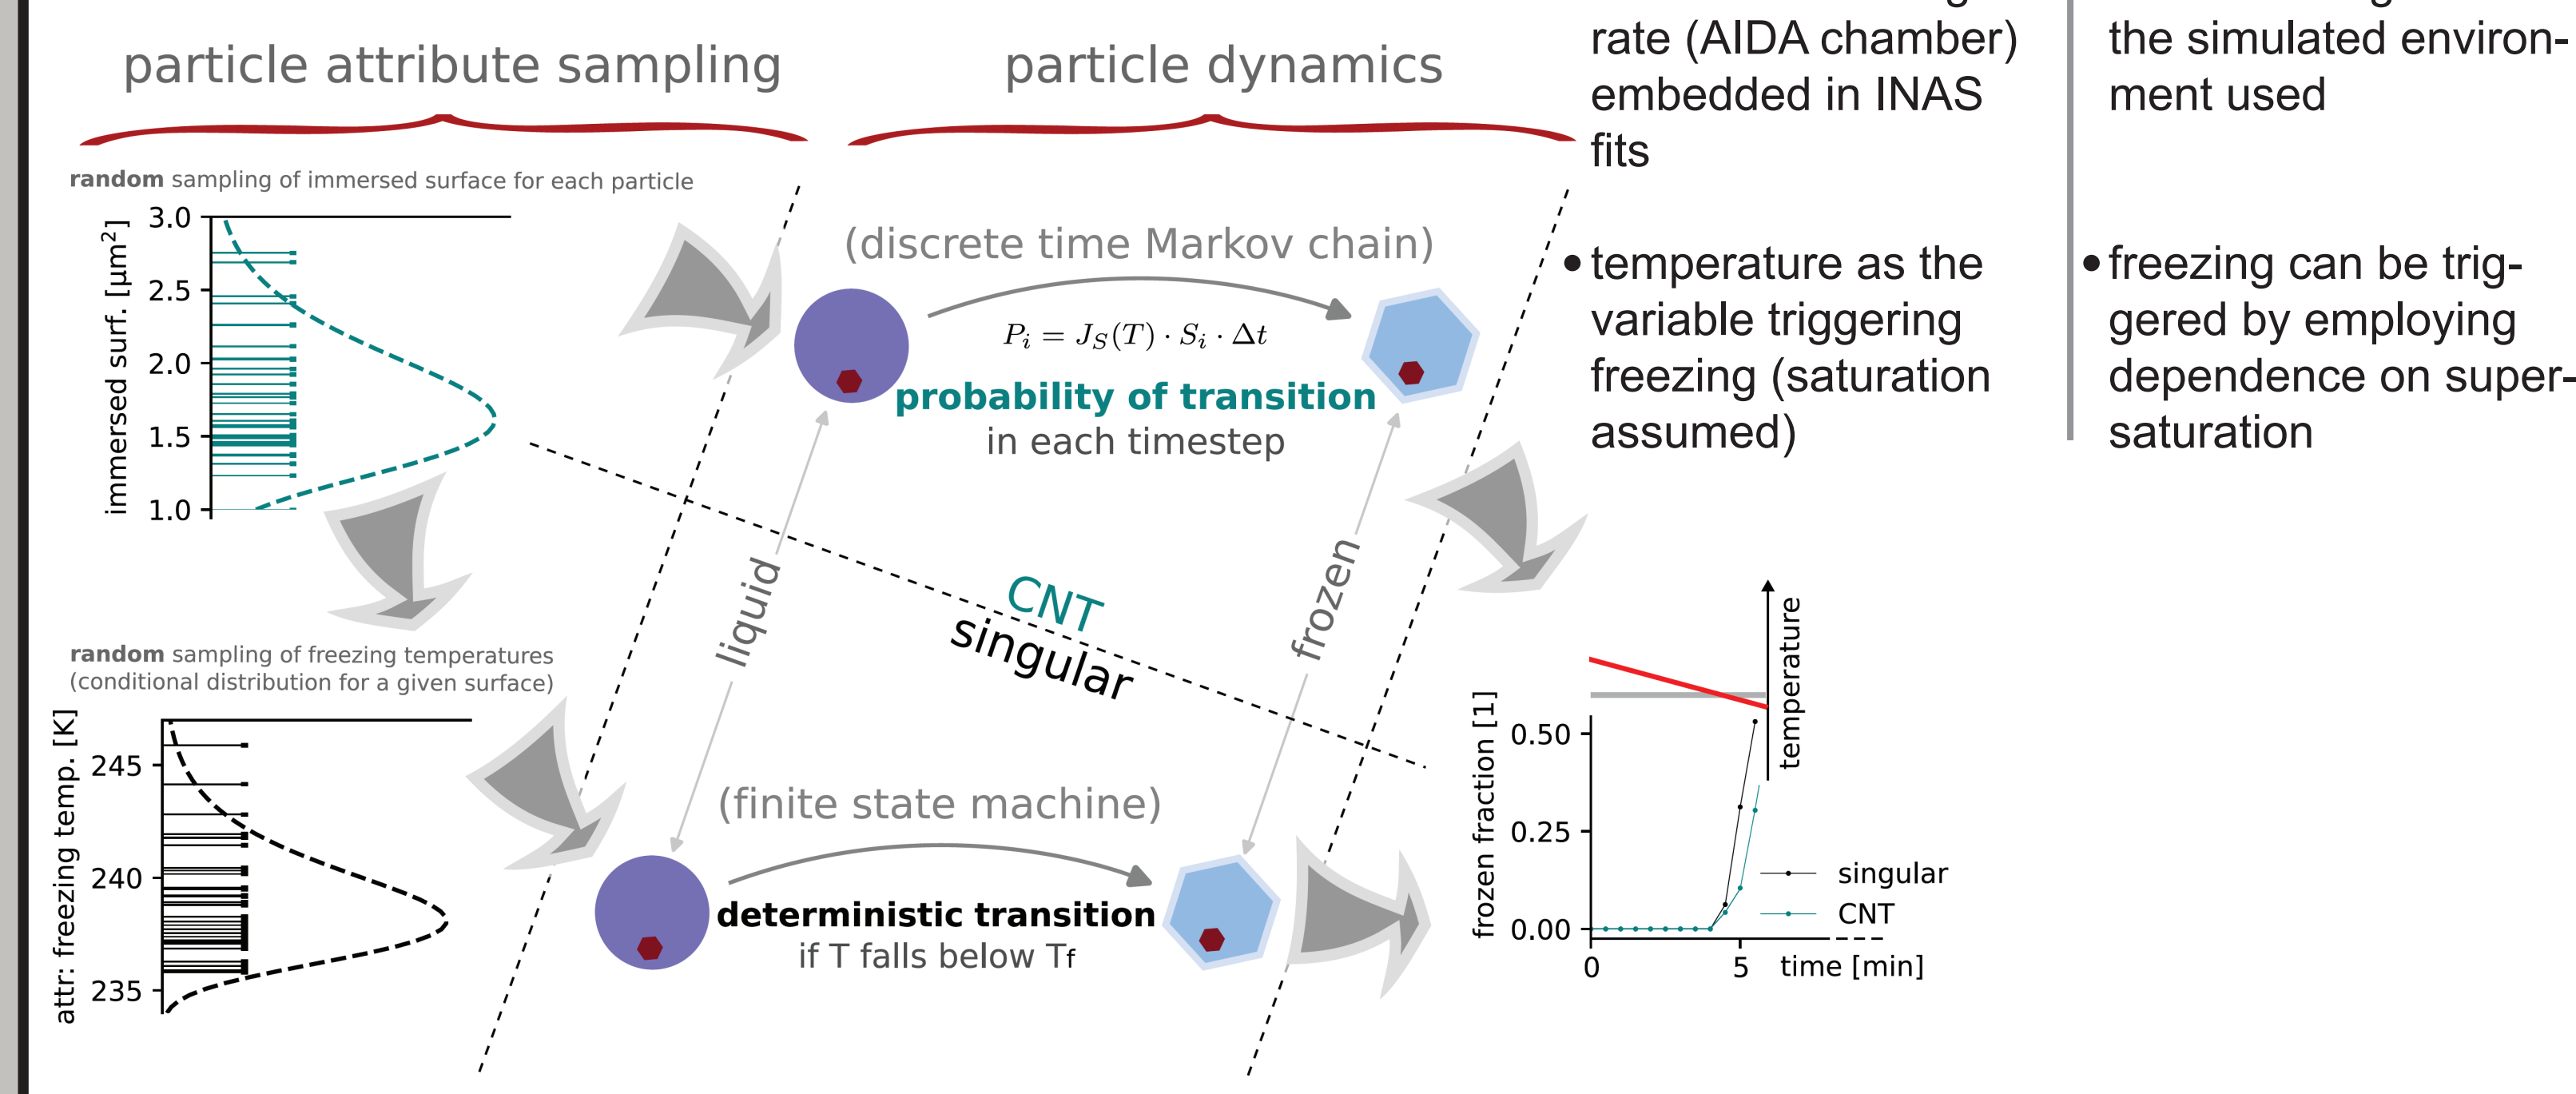 particle attribute sampling
particle dynamics
random sampling of immersed surface for each particle
immersed surf. [µm²]
3.0
2.5
2.0
1.5
1.0
random sampling of freezing temperatures
(conditional distribution for a given surface)
attr: freezing temp. [K]
245
240
235
(discrete time Markov chain)
P_i = J_S(T) · S_i · Δt
probability of transition
in each timestep
liquid
frozen
CNT
singular
(finite state machine)
deterministic transition
if T falls below Tf
rate (AIDA chamber)
embedded in INAS
fits
• temperature as the
variable triggering
freezing (saturation
assumed)
the simulated environ-
ment used
• freezing can be trig-
gered by employing
dependence on super-
saturation
temperature
frozen fraction [1]
0.50
0.25
0.00
singular
CNT
0
5
time [min]